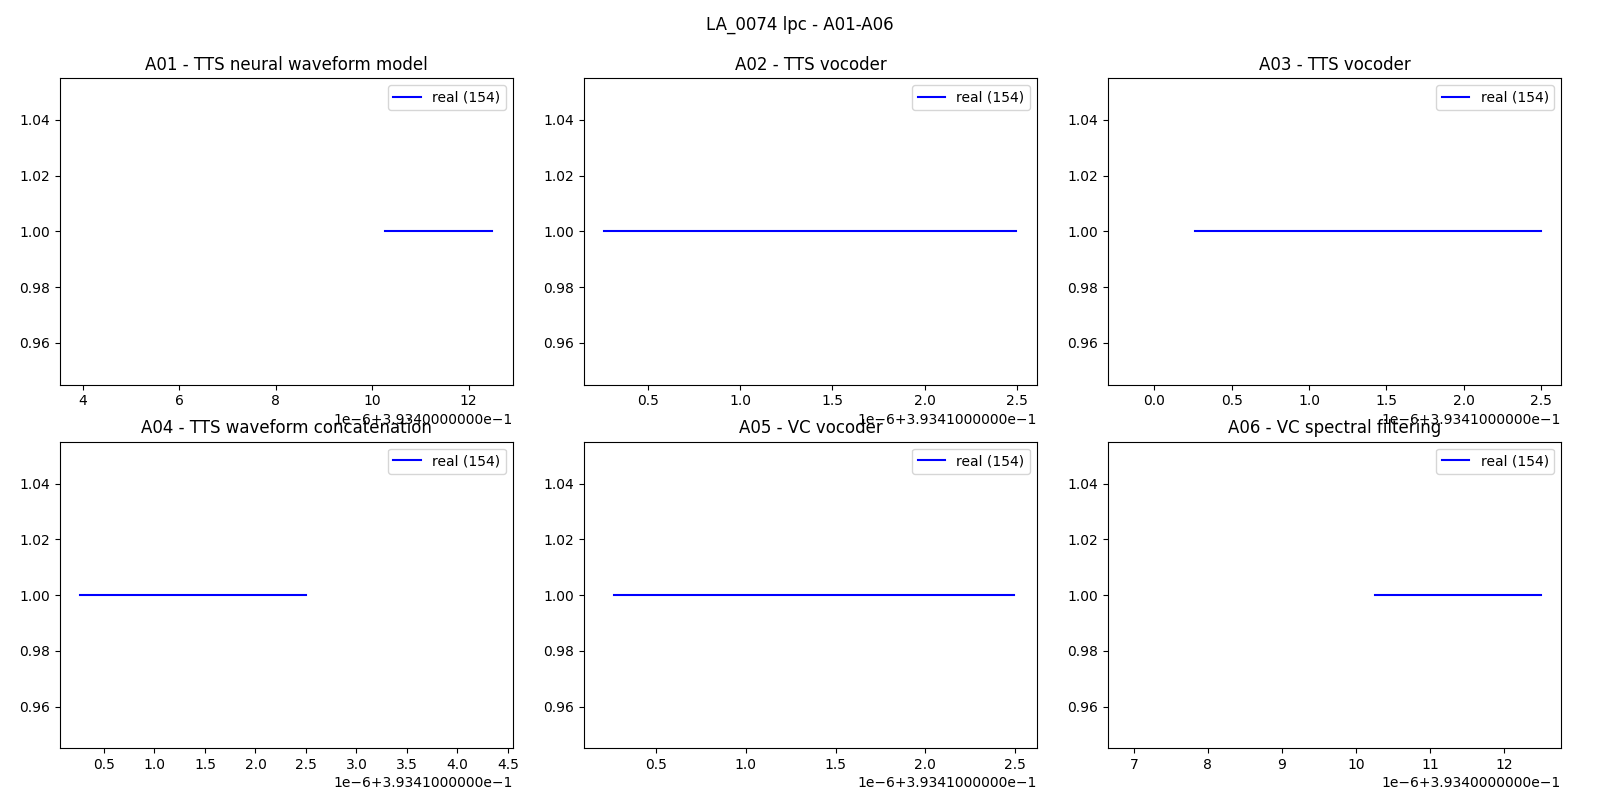 LA_0074 lpc - A01-A06
A01 - TTS neural waveform model
real (154)
1.04
1.02
1.00
0.98
0.96
4 6 8 10 12
1e−6+3.9340000000e−1
A02 - TTS vocoder
real (154)
1.04
1.02
1.00
0.98
0.96
0.5 1.0 1.5 2.0 2.5
1e−6+3.9341000000e−1
A03 - TTS vocoder
real (154)
1.04
1.02
1.00
0.98
0.96
0.0 0.5 1.0 1.5 2.0 2.5
1e−6+3.9341000000e−1
A04 - TTS waveform concatenation
real (154)
1.04
1.02
1.00
0.98
0.96
0.5 1.0 1.5 2.0 2.5 3.0 3.5 4.0 4.5
1e−6+3.9341000000e−1
A05 - VC vocoder
real (154)
1.04
1.02
1.00
0.98
0.96
0.5 1.0 1.5 2.0 2.5
1e−6+3.9341000000e−1
A06 - VC spectral filtering
real (154)
1.04
1.02
1.00
0.98
0.96
7 8 9 10 11 12
1e−6+3.9340000000e−1